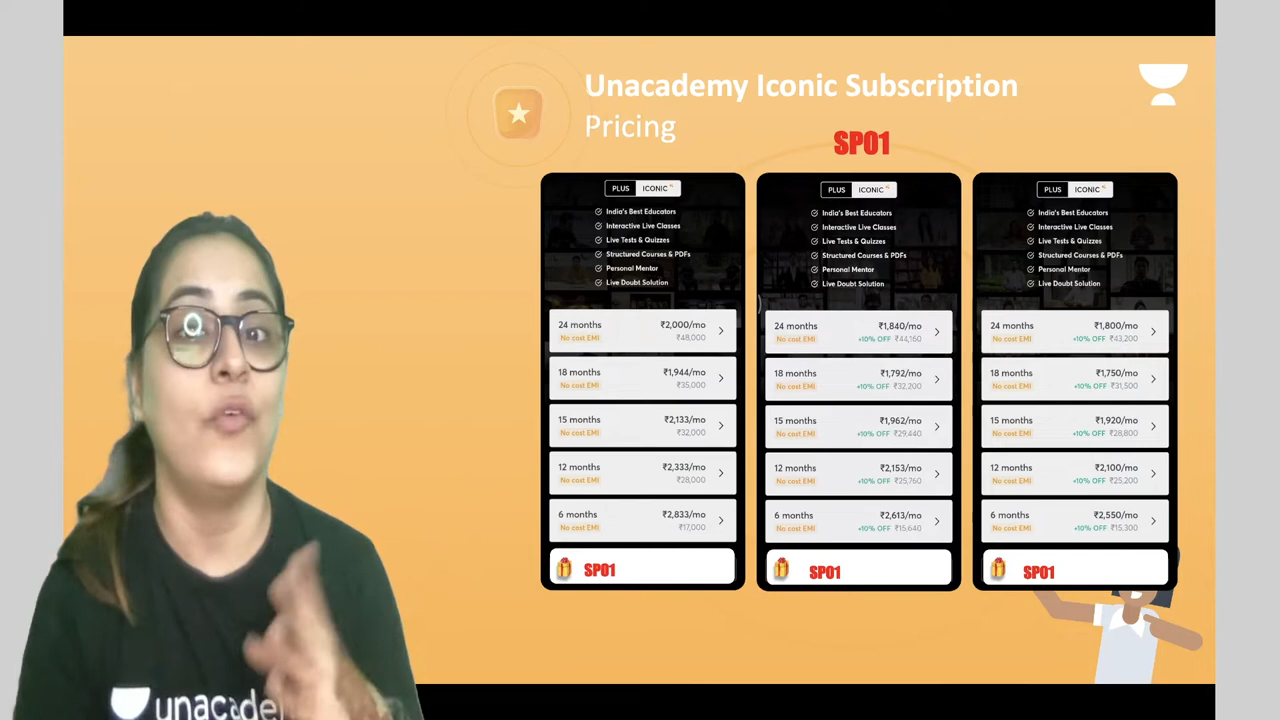 Unacademy Iconic Subscription
Pricing
SP01
PLUS ICONIC
India's Best Educators
Interactive Live Classes
Live Tests & Quizzes
Structured Courses & PDFs
Personal Mentor
Live Doubt Solution
24 months ₹2,000/mo
No cost EMI ₹48,000
18 months ₹1,944/mo
No cost EMI ₹35,000
15 months ₹2,133/mo
No cost EMI ₹32,000
12 months ₹2,333/mo
No cost EMI ₹28,000
6 months ₹2,833/mo
No cost EMI ₹17,000
SP01
PLUS ICONIC
India's Best Educators
Interactive Live Classes
Live Tests & Quizzes
Structured Courses & PDFs
Personal Mentor
Live Doubt Solution
24 months ₹1,840/mo
No cost EMI +10% OFF ₹44,160
18 months ₹1,792/mo
No cost EMI +10% OFF ₹32,200
15 months ₹1,962/mo
No cost EMI +10% OFF ₹29,440
12 months ₹2,153/mo
No cost EMI +10% OFF ₹25,760
6 months ₹2,613/mo
No cost EMI +10% OFF ₹15,640
SP01
PLUS ICONIC
India's Best Educators
Interactive Live Classes
Live Tests & Quizzes
Structured Courses & PDFs
Personal Mentor
Live Doubt Solution
24 months ₹1,800/mo
No cost EMI +10% OFF ₹43,200
18 months ₹1,750/mo
No cost EMI +10% OFF ₹31,500
15 months ₹1,920/mo
No cost EMI +10% OFF ₹28,800
12 months ₹2,100/mo
No cost EMI +10% OFF ₹25,200
6 months ₹2,550/mo
No cost EMI +10% OFF ₹15,300
SP01